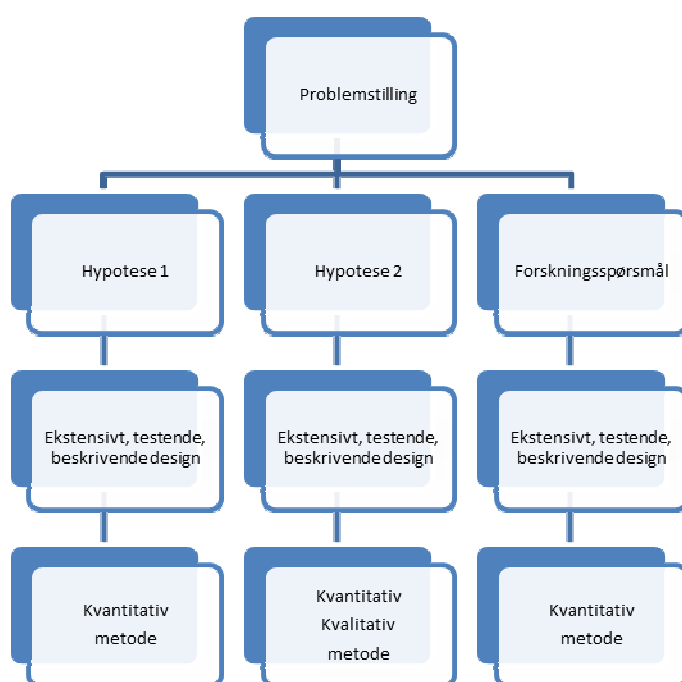 Problemstilling
Hypotese 1
Hypotese 2
Forskningsspørsmål
Ekstensivt, testende,
beskrivende design
Ekstensivt, testende,
beskrivende design
Ekstensivt, testende,
beskrivende design
Kvantitativ
metode
Kvantitativ
Kvalitativ
metode
Kvantitativ
metode